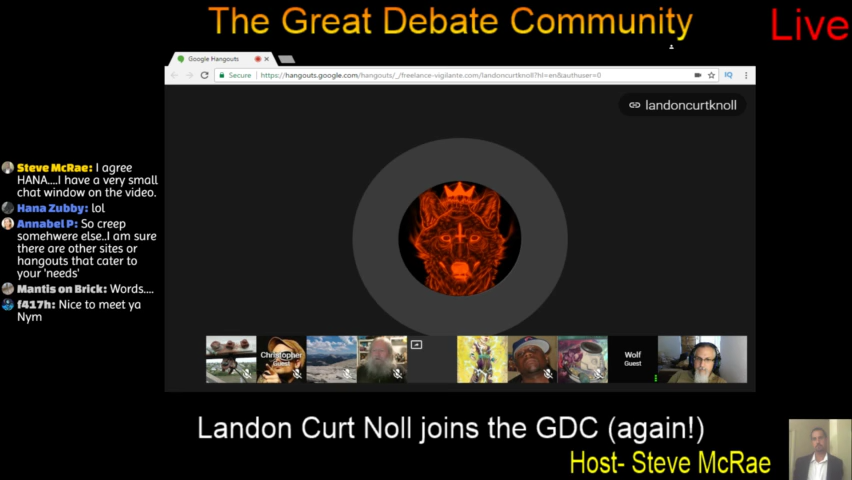 The Great Debate Community
Live
Google Hangouts
Secure
https://hangouts.google.com/hangouts/_/freelance-vigilante.com/landoncurtknoll?hl=en&authuser=0
IQ
landoncurtknoll
Steve McRae: I agree
HANA....I have a very small
chat window on the video.
Hana Zubby: lol
Annabel P: So creep
somehwere else..I am sure
there are other sites or
hangouts that cater to
your 'needs'
Mantis on Brick: Words....
f417h: Nice to meet ya
Nym
Christopher
Guest
Wolf
Guest
Landon Curt Noll joins the GDC (again!)
Host- Steve McRae